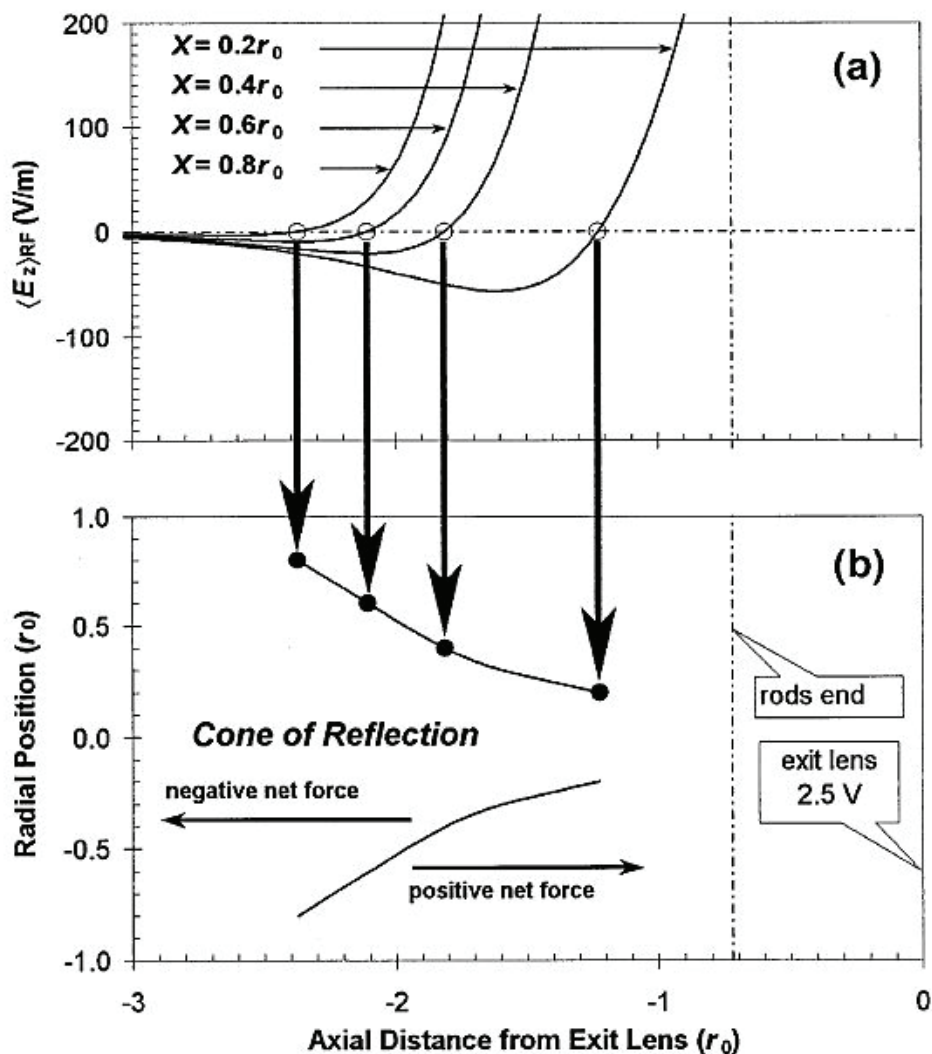 200
100
0
-100
-200
⟨Ez⟩RF (V/m)
X = 0.2r0
X = 0.4r0
X = 0.6r0
X = 0.8r0
(a)
1.0
0.5
0.0
-0.5
-1.0
Radial Position (r0)
(b)
rods end
Cone of Reflection
exit lens
2.5 V
negative net force
positive net force
-3
-2
-1
0
Axial Distance from Exit Lens (r0)